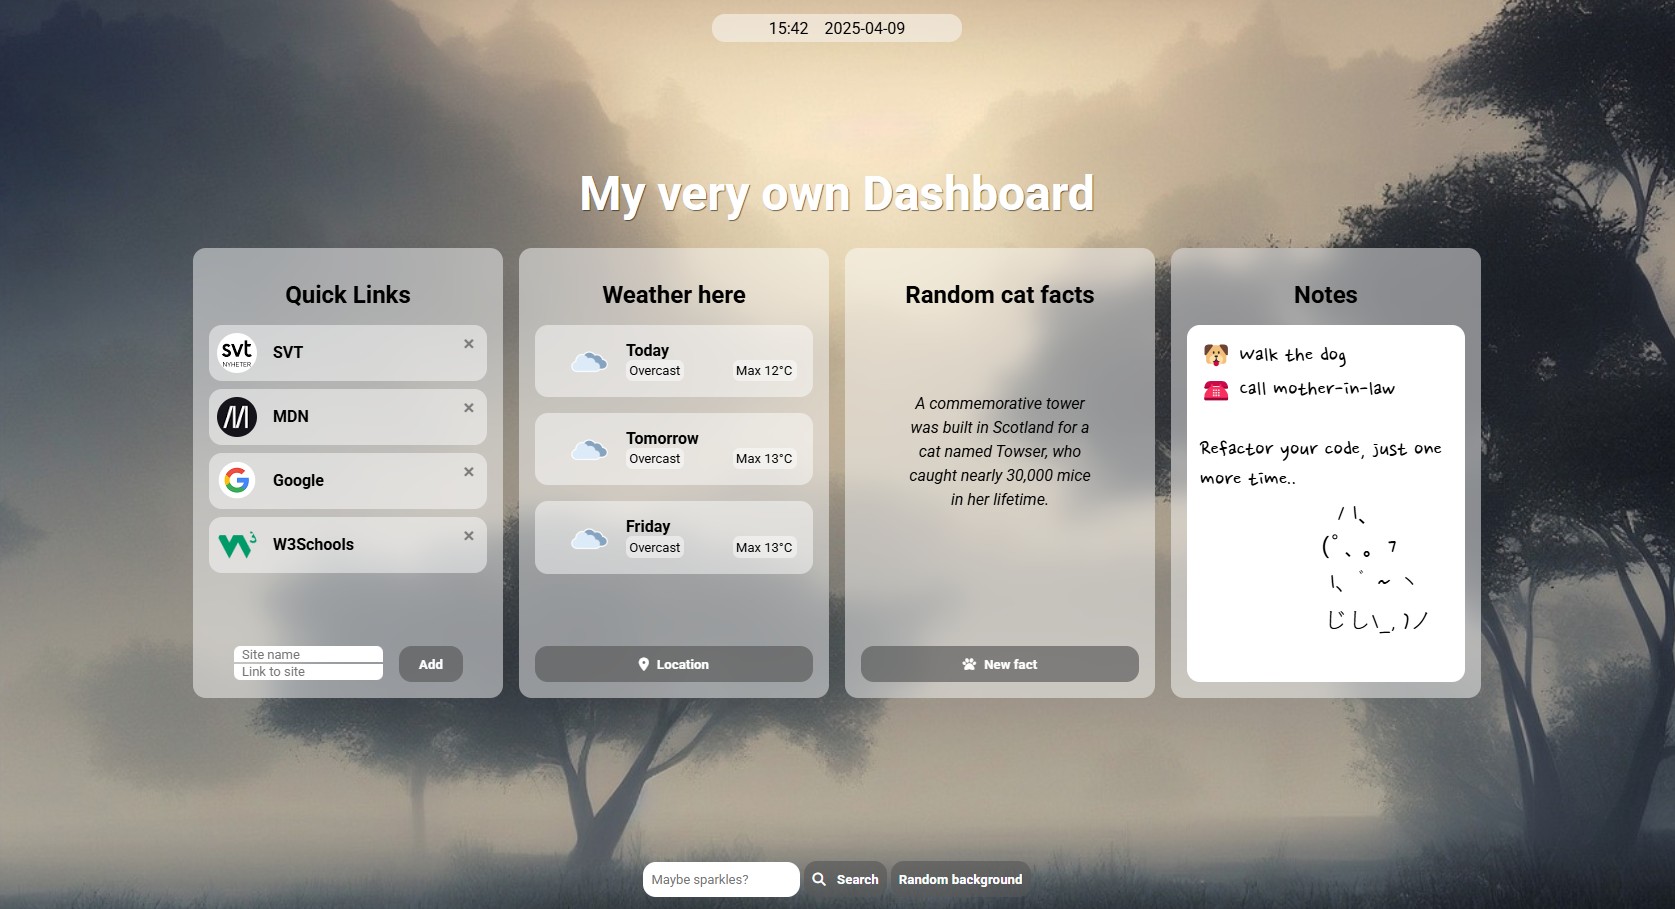 15:42 2025-04-09
My very own Dashboard
Quick Links
svt
NYHETER
SVT
×
MDN
×
Google
×
W3Schools
×
Site name
Link to site
Add
Weather here
Today
Overcast Max 12°C
Tomorrow
Overcast Max 13°C
Friday
Overcast Max 13°C
Location
Random cat facts
A commemorative tower
was built in Scotland for a
cat named Towser, who
caught nearly 30,000 mice
in her lifetime.
New fact
Notes
🐶 Walk the dog
☎️ call mother-in-law
Refactor your code, just one
more time..
/ l、
(゚、 。 7
l、 ゙ ~ ヽ
じしヽ_, )ノ
Maybe sparkles? Search Random background